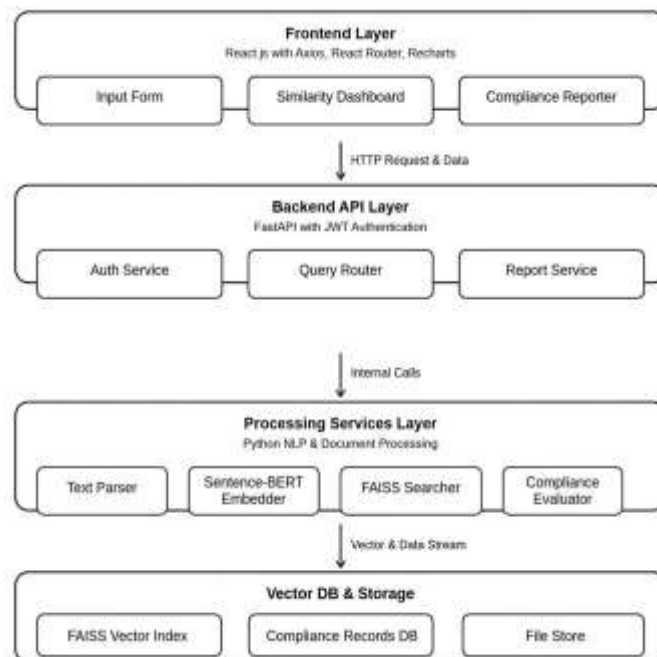 Frontend Layer
React.js with Axios, React Router, Recharts
Input Form
Similarity Dashboard
Compliance Reporter
HTTP Request & Data
Backend API Layer
FastAPI with JWT Authentication
Auth Service
Query Router
Report Service
Internal Calls
Processing Services Layer
Python NLP & Document Processing
Text Parser
Sentence-BERT
Embedder
FAISS Searcher
Compliance
Evaluator
Vector & Data Stream
Vector DB & Storage
FAISS Vector Index
Compliance Records DB
File Store